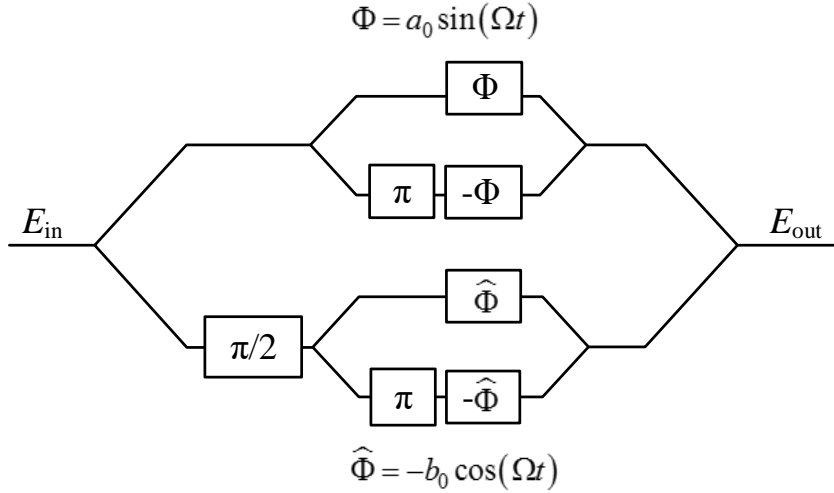 Φ = a₀ sin(Ωt)
Φ
π -Φ
E_in E_out
Φ̂
π/2
π -Φ̂
Φ̂ = -b₀ cos(Ωt)